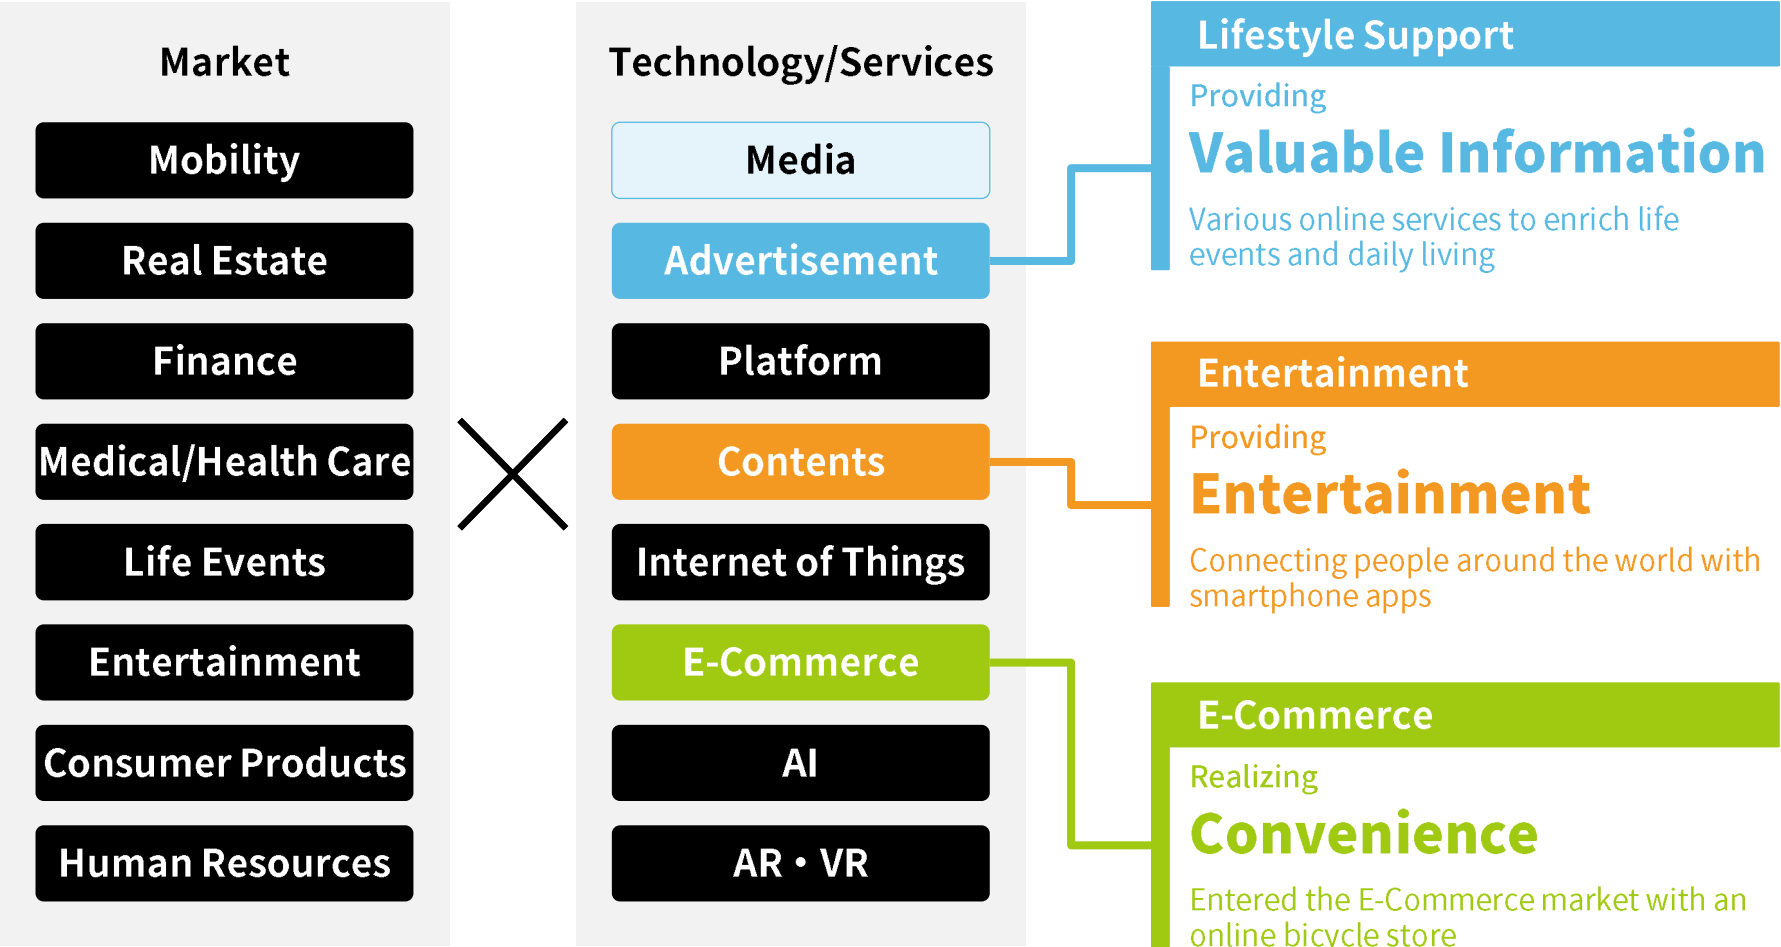 Market
Mobility
Real Estate
Finance
Medical/Health Care
Life Events
Entertainment
Consumer Products
Human Resources
Technology/Services
Media
Advertisement
Platform
Contents
Internet of Things
E-Commerce
AI
AR・VR
Lifestyle Support
Providing
Valuable Information
Various online services to enrich life
events and daily living
Entertainment
Providing
Entertainment
Connecting people around the world with
smartphone apps
E-Commerce
Realizing
Convenience
Entered the E-Commerce market with an
online bicycle store